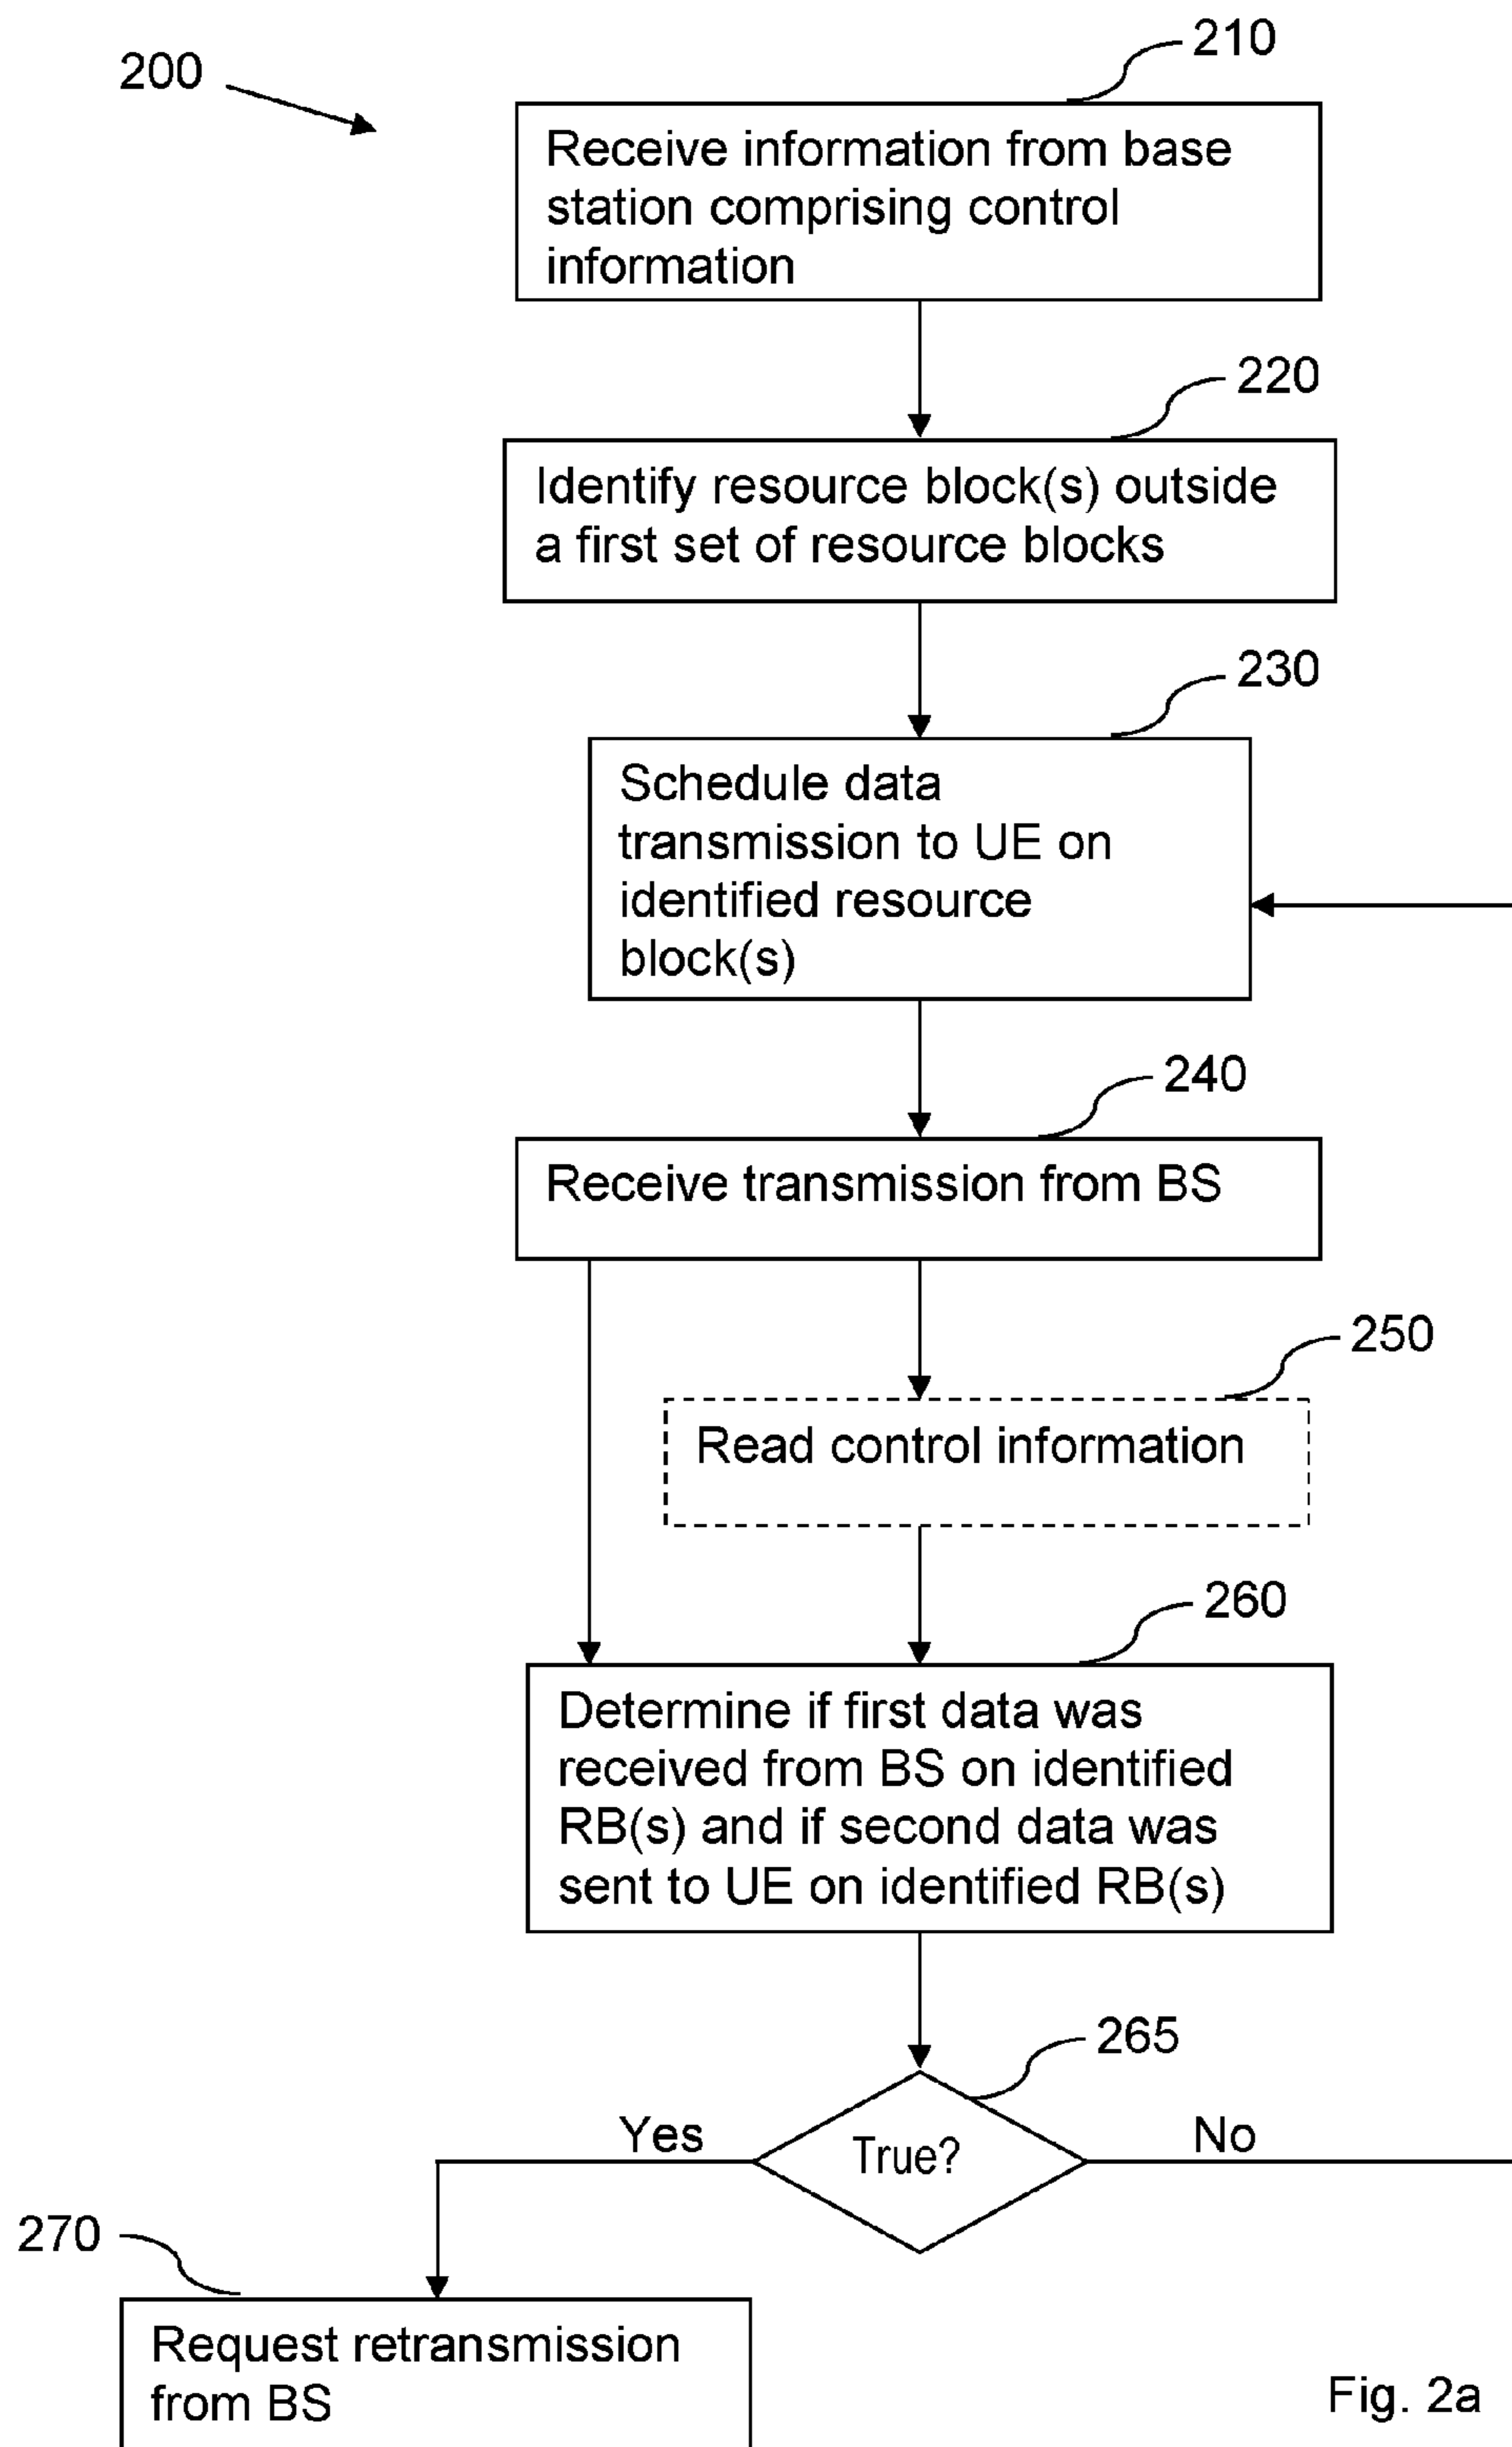 210
200
Receive information from base
station comprising control
information
220
Identify resource block(s) outside
a first set of resource blocks
230
Schedule data
transmission to UE on
identified resource
block(s)
240
Receive transmission from BS
250
Read control information
260
Determine if first data was
received from BS on identified
RB(s) and if second data was
sent to UE on identified RB(s)
265
Yes
True?
No
270
Request retransmission
from BS
Fig. 2a